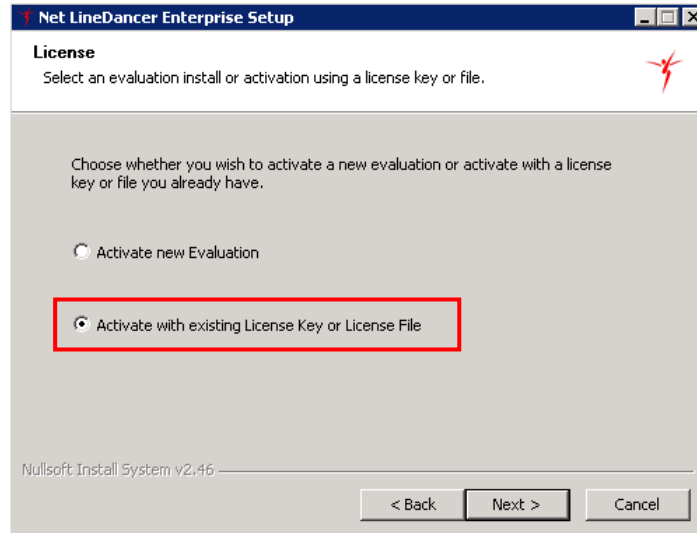 Net LineDancer Enterprise Setup
License
Select an evaluation install or activation using a license key or file.
Choose whether you wish to activate a new evaluation or activate with a license
key or file you already have.
Activate new Evaluation
Activate with existing License Key or License File
Nullsoft Install System v2.46
< Back
Next >
Cancel